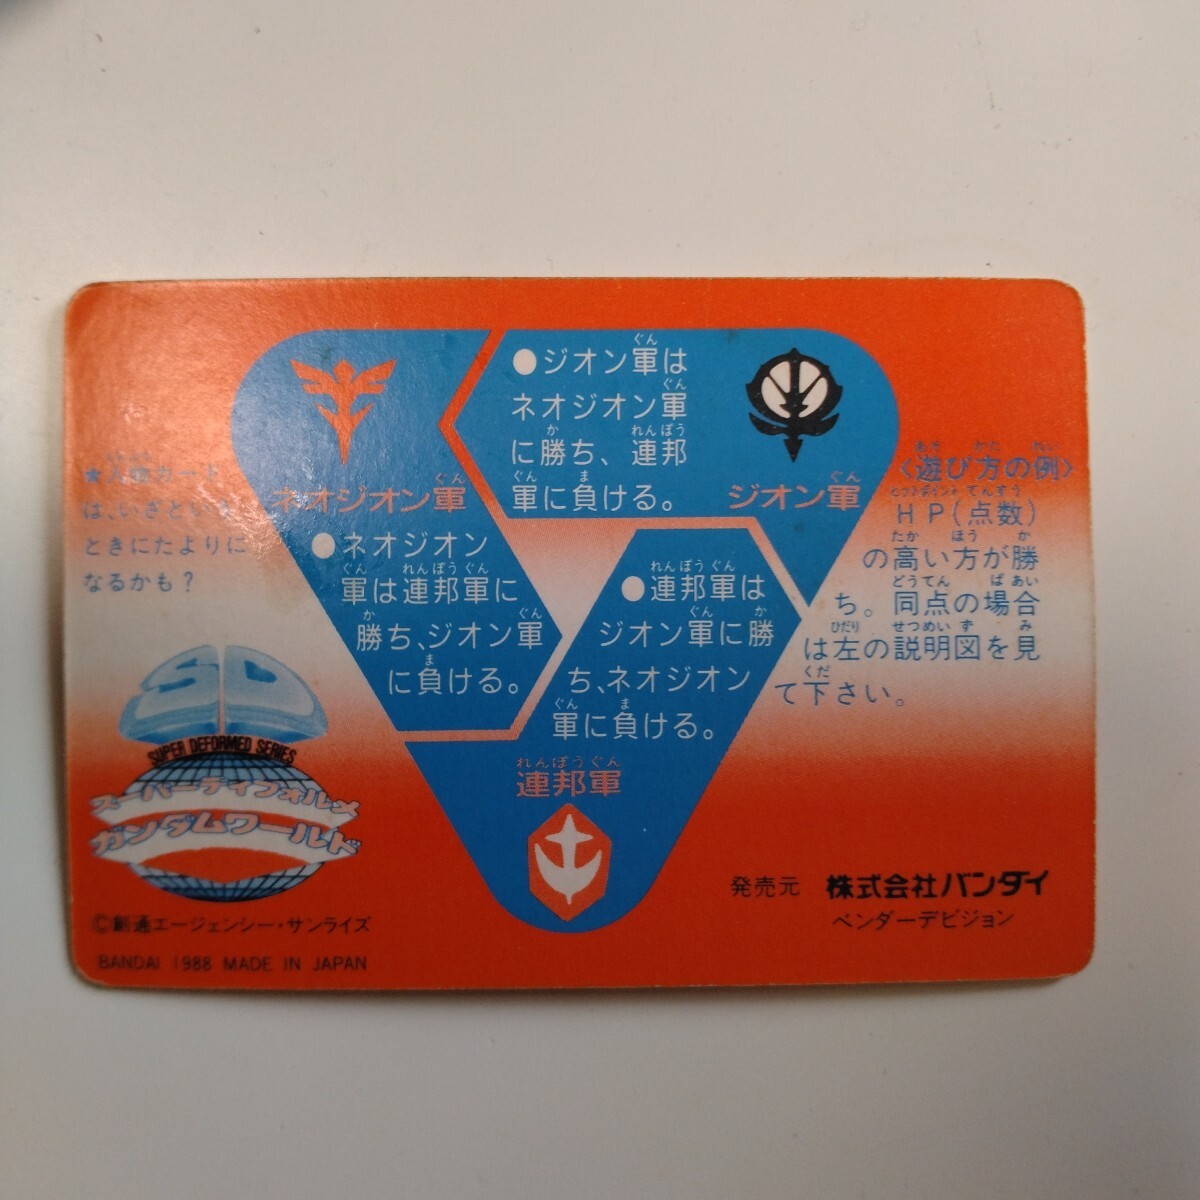 ●ジオン軍は
ネオジオン軍
に勝ち、連邦
軍に負ける。
ネオジオン軍
ジオン軍
●ネオジオン
軍は連邦軍に
勝ち、ジオン軍
に負ける。
●連邦軍は
ジオン軍に勝
ち、ネオジオン
軍に負ける。
連邦軍
★人物カード
は、いざという
ときにたよりに
なるかも?
<遊び方の例>
HP(点数)
の高い方が勝
ち。同点の場合
は左の説明図を見
て下さい。
SD
SUPER DEFORMED SERIES
スーパーディフォルメ
ガンダムワールド
©創通エージェンシー・サンライズ
BANDAI 1988 MADE IN JAPAN
発売元 株式会社バンダイ
ベンダーデビジョン